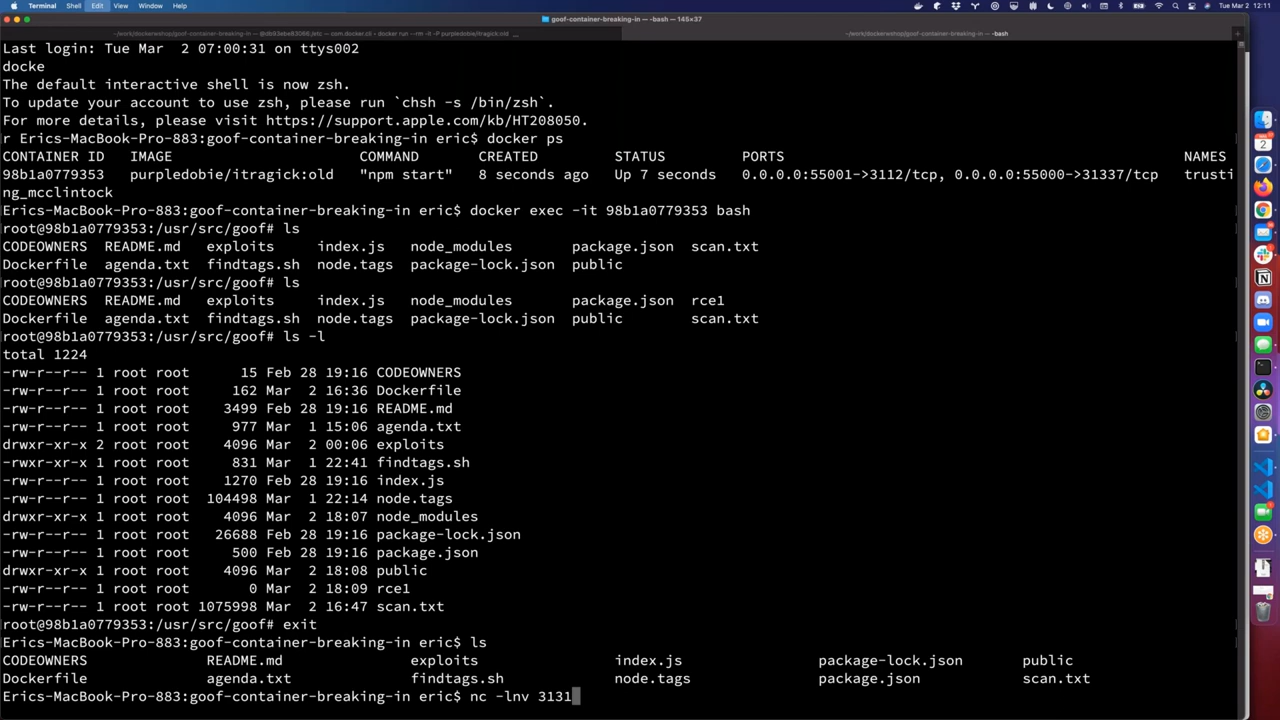 Terminal Shell Edit View Window Help Tue Mar 2 12:11
goof-container-breaking-in — -bash — 145×37
~/work/dockerwshop/goof-container-breaking-in — -bash
Last login: Tue Mar  2 07:00:31 on ttys002
docke
The default interactive shell is now zsh.
To update your account to use zsh, please run `chsh -s /bin/zsh`.
For more details, please visit https://support.apple.com/kb/HT208050.
r Erics-MacBook-Pro-883:goof-container-breaking-in eric$ docker ps
CONTAINER ID   IMAGE                   COMMAND       CREATED         STATUS         PORTS                                                NAMES
98b1a0779353   purpledobie/itragick:old   "npm start"   8 seconds ago   Up 7 seconds   0.0.0.0:55001->3112/tcp, 0.0.0.0:55000->31337/tcp   trusti
ng_mcclintock
Erics-MacBook-Pro-883:goof-container-breaking-in eric$ docker exec -it 98b1a0779353 bash
root@98b1a0779353:/usr/src/goof# ls
CODEOWNERS  README.md   exploits     index.js   node_modules       package.json  scan.txt
Dockerfile  agenda.txt  findtags.sh  node.tags  package-lock.json  public
root@98b1a0779353:/usr/src/goof# ls
CODEOWNERS  README.md   exploits     index.js   node_modules       package.json  rce1
Dockerfile  agenda.txt  findtags.sh  node.tags  package-lock.json  public        scan.txt
root@98b1a0779353:/usr/src/goof# ls -l
total 1224
-rw-r--r-- 1 root root      15 Feb 28 19:16 CODEOWNERS
-rw-r--r-- 1 root root     162 Mar  2 16:36 Dockerfile
-rw-r--r-- 1 root root    3499 Feb 28 19:16 README.md
-rw-r--r-- 1 root root     977 Mar  1 15:06 agenda.txt
drwxr-xr-x 2 root root    4096 Mar  2 00:06 exploits
-rwxr-xr-x 1 root root     831 Mar  1 22:41 findtags.sh
-rw-r--r-- 1 root root    1270 Feb 28 19:16 index.js
-rw-r--r-- 1 root root  104498 Mar  1 22:14 node.tags
drwxr-xr-x 1 root root    4096 Mar  2 18:07 node_modules
-rw-r--r-- 1 root root   26688 Feb 28 19:16 package-lock.json
-rw-r--r-- 1 root root     500 Feb 28 19:16 package.json
drwxr-xr-x 1 root root    4096 Mar  2 18:08 public
-rw-r--r-- 1 root root       0 Mar  2 18:09 rce1
-rw-r--r-- 1 root root 1075998 Mar  2 16:47 scan.txt
root@98b1a0779353:/usr/src/goof# exit
Erics-MacBook-Pro-883:goof-container-breaking-in eric$ ls
CODEOWNERS   README.md    exploits      index.js    package-lock.json   public
Dockerfile   agenda.txt   findtags.sh   node.tags   package.json        scan.txt
Erics-MacBook-Pro-883:goof-container-breaking-in eric$ nc -lnv 3131